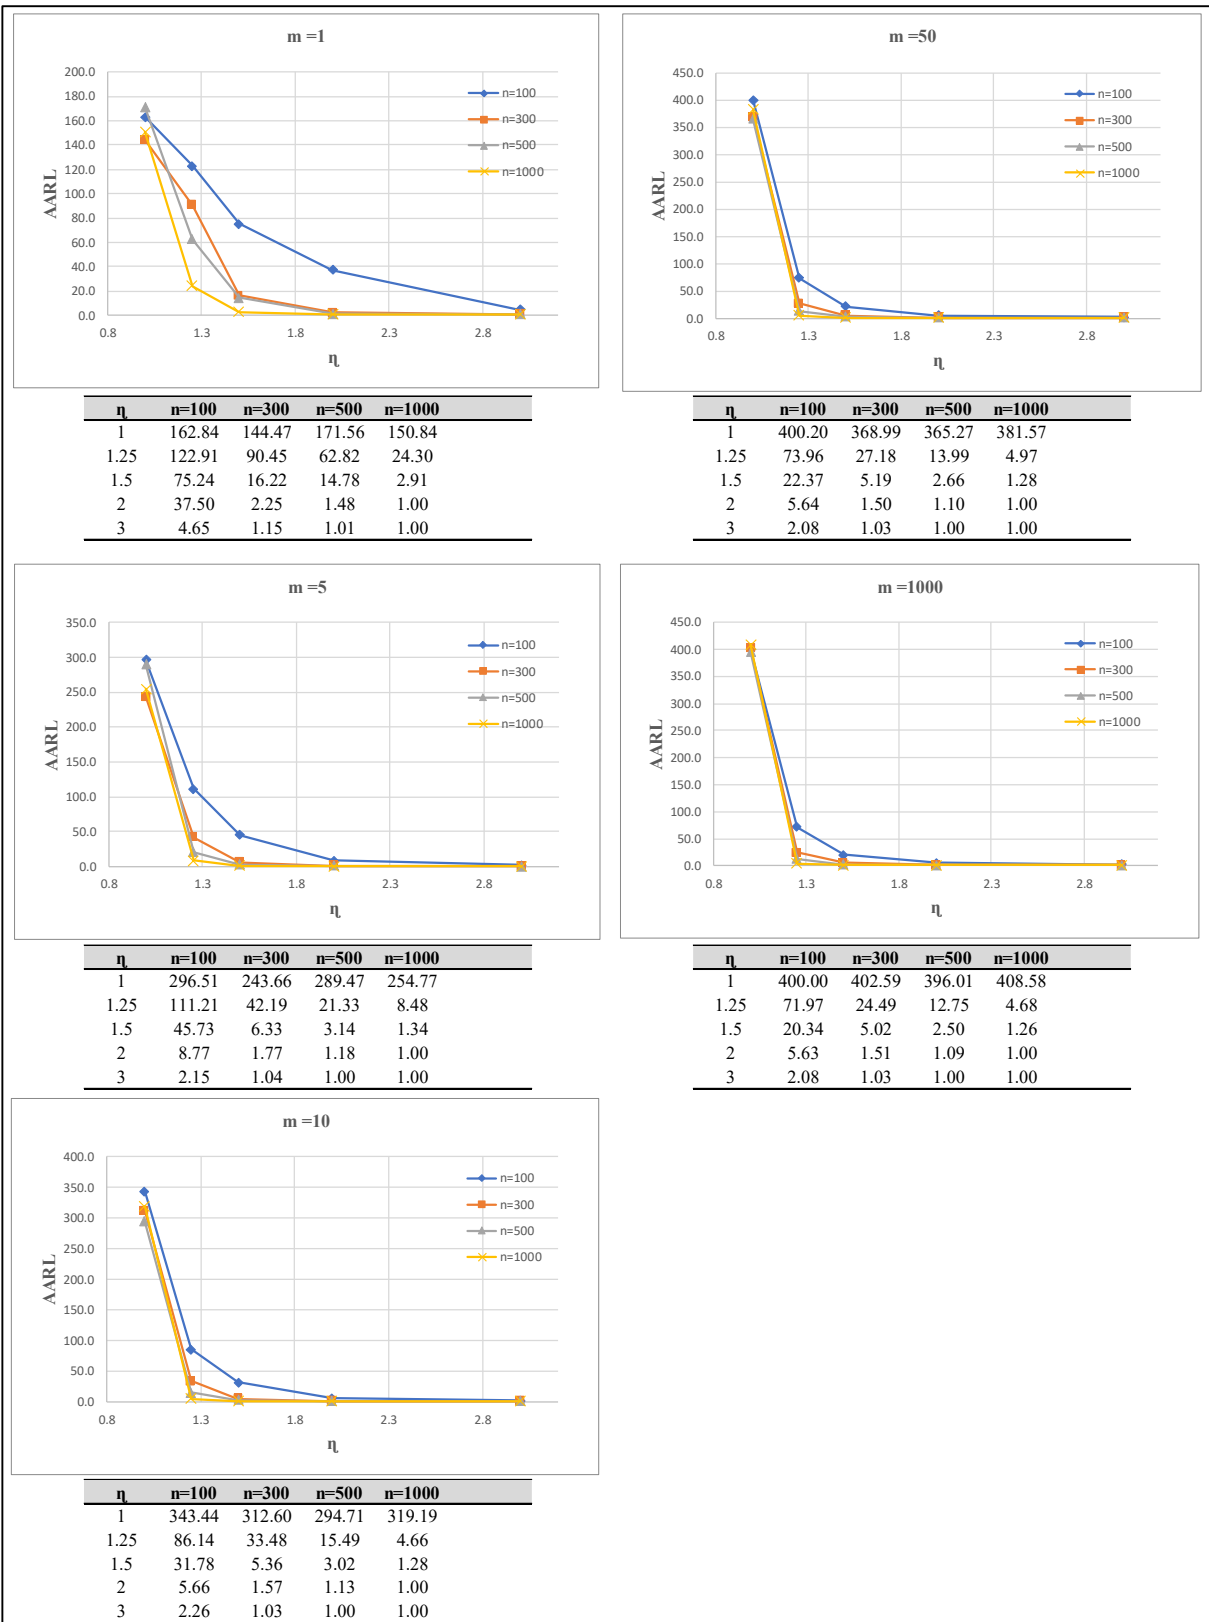 m =1
200.0
180.0
160.0
140.0
120.0
100.0
80.0
60.0
40.0
20.0
0.0
AARL
n=100
n=300
n=500
n=1000
0.8 1.3 1.8 2.3 2.8
η
η n=100 n=300 n=500 n=1000
1 162.84 144.47 171.56 150.84
1.25 122.91 90.45 62.82 24.30
1.5 75.24 16.22 14.78 2.91
2 37.50 2.25 1.48 1.00
3 4.65 1.15 1.01 1.00
m =50
450.0
400.0
350.0
300.0
250.0
200.0
150.0
100.0
50.0
0.0
AARL
n=100
n=300
n=500
n=1000
0.8 1.3 1.8 2.3 2.8
η
η n=100 n=300 n=500 n=1000
1 400.20 368.99 365.27 381.57
1.25 73.96 27.18 13.99 4.97
1.5 22.37 5.19 2.66 1.28
2 5.64 1.50 1.10 1.00
3 2.08 1.03 1.00 1.00
m =5
350.0
300.0
250.0
200.0
150.0
100.0
50.0
0.0
AARL
n=100
n=300
n=500
n=1000
0.8 1.3 1.8 2.3 2.8
η
η n=100 n=300 n=500 n=1000
1 296.51 243.66 289.47 254.77
1.25 111.21 42.19 21.33 8.48
1.5 45.73 6.33 3.14 1.34
2 8.77 1.77 1.18 1.00
3 2.15 1.04 1.00 1.00
m =1000
450.0
400.0
350.0
300.0
250.0
200.0
150.0
100.0
50.0
0.0
AARL
n=100
n=300
n=500
n=1000
0.8 1.3 1.8 2.3 2.8
η
η n=100 n=300 n=500 n=1000
1 400.00 402.59 396.01 408.58
1.25 71.97 24.49 12.75 4.68
1.5 20.34 5.02 2.50 1.26
2 5.63 1.51 1.09 1.00
3 2.08 1.03 1.00 1.00
m =10
400.0
350.0
300.0
250.0
200.0
150.0
100.0
50.0
0.0
AARL
n=100
n=300
n=500
n=1000
0.8 1.3 1.8 2.3 2.8
η
η n=100 n=300 n=500 n=1000
1 343.44 312.60 294.71 319.19
1.25 86.14 33.48 15.49 4.66
1.5 31.78 5.36 3.02 1.28
2 5.66 1.57 1.13 1.00
3 2.26 1.03 1.00 1.00